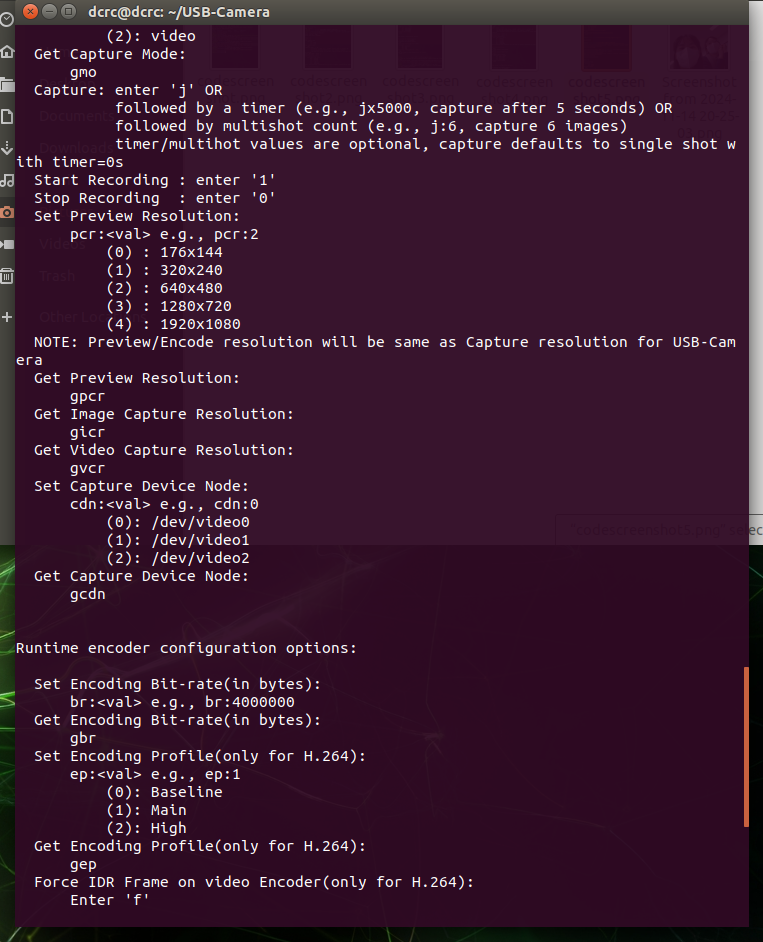 dcrc@dcrc: ~/USB-Camera
(2): video
Get Capture Mode:
gmo
Capture: enter 'j' OR
followed by a timer (e.g., jx5000, capture after 5 seconds) OR
followed by multishot count (e.g., j:6, capture 6 images)
timer/multihot values are optional, capture defaults to single shot w
ith timer=0s
Start Recording : enter '1'
Stop Recording  : enter '0'
Set Preview Resolution:
pcr:<val> e.g., pcr:2
(0) : 176x144
(1) : 320x240
(2) : 640x480
(3) : 1280x720
(4) : 1920x1080
NOTE: Preview/Encode resolution will be same as Capture resolution for USB-Cam
era
Get Preview Resolution:
gpcr
Get Image Capture Resolution:
gicr
Get Video Capture Resolution:
gvcr
Set Capture Device Node:
cdn:<val> e.g., cdn:0
(0): /dev/video0
(1): /dev/video1
(2): /dev/video2
Get Capture Device Node:
gcdn
Runtime encoder configuration options:
Set Encoding Bit-rate(in bytes):
br:<val> e.g., br:4000000
Get Encoding Bit-rate(in bytes):
gbr
Set Encoding Profile(only for H.264):
ep:<val> e.g., ep:1
(0): Baseline
(1): Main
(2): High
Get Encoding Profile(only for H.264):
gep
Force IDR Frame on video Encoder(only for H.264):
Enter 'f'